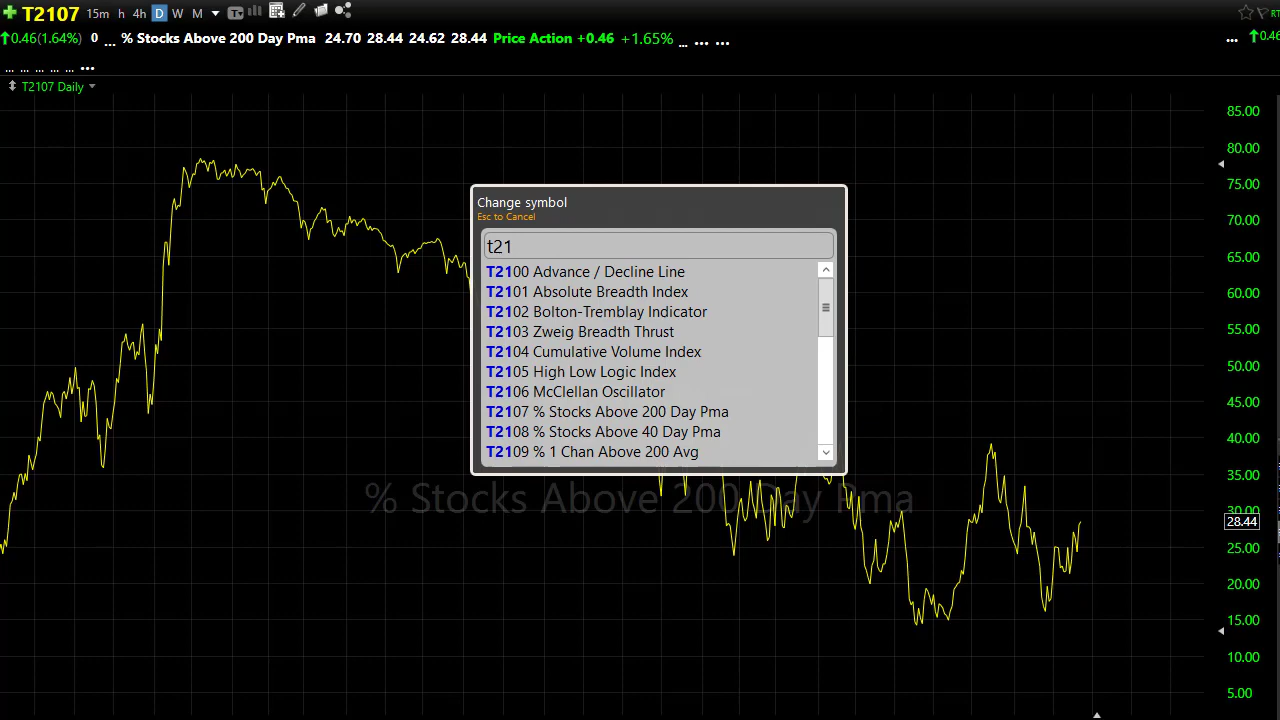 T2107 15m h 4h D W M
0.46(1.64%) 0 ... % Stocks Above 200 Day Pma 24.70 28.44 24.62 28.44 Price Action +0.46 +1.65% ... ... ... ... 0.46
... ... ... ... ... ...
T2107 Daily
Change symbol
Esc to Cancel
t21
T2100 Advance / Decline Line
T2101 Absolute Breadth Index
T2102 Bolton-Tremblay Indicator
T2103 Zweig Breadth Thrust
T2104 Cumulative Volume Index
T2105 High Low Logic Index
T2106 McClellan Oscillator
T2107 % Stocks Above 200 Day Pma
T2108 % Stocks Above 40 Day Pma
T2109 % 1 Chan Above 200 Avg
% Stocks Above 200 Day Pma
85.00
80.00
75.00
70.00
65.00
60.00
55.00
50.00
45.00
40.00
35.00
30.00
28.44
25.00
20.00
15.00
10.00
5.00